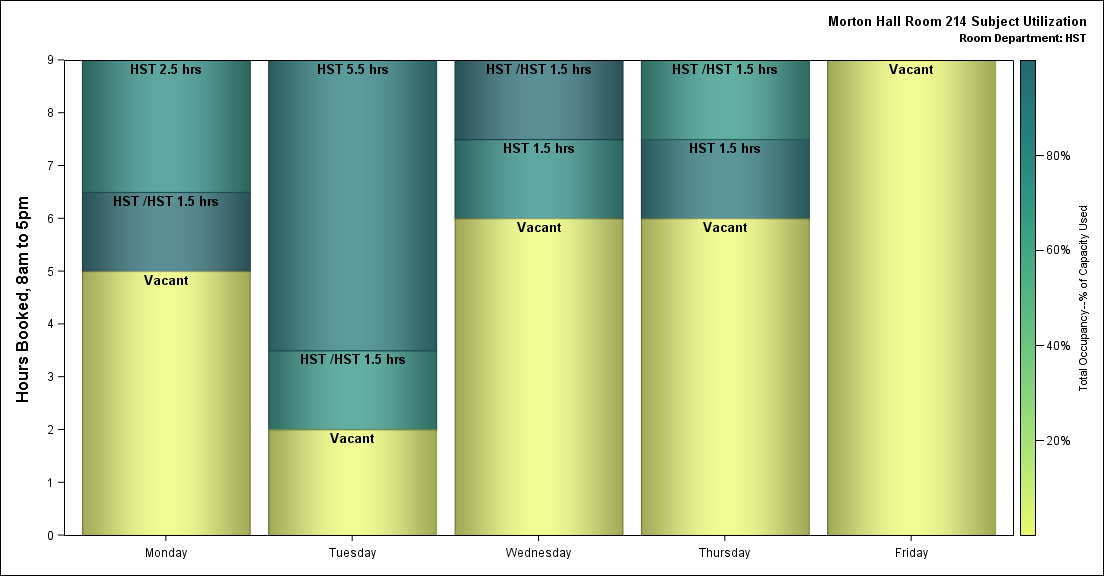 Morton Hall Room 214 Subject Utilization
Room Department: HST
Hours Booked, 8am to 5pm
9
8
7
6
5
4
3
2
1
0
HST 2.5 hrs
HST /HST 1.5 hrs
Vacant
HST 5.5 hrs
HST /HST 1.5 hrs
Vacant
HST /HST 1.5 hrs
HST 1.5 hrs
Vacant
HST /HST 1.5 hrs
HST 1.5 hrs
Vacant
Vacant
Monday
Tuesday
Wednesday
Thursday
Friday
80%
60%
40%
20%
Total Occupancy--% of Capacity Used